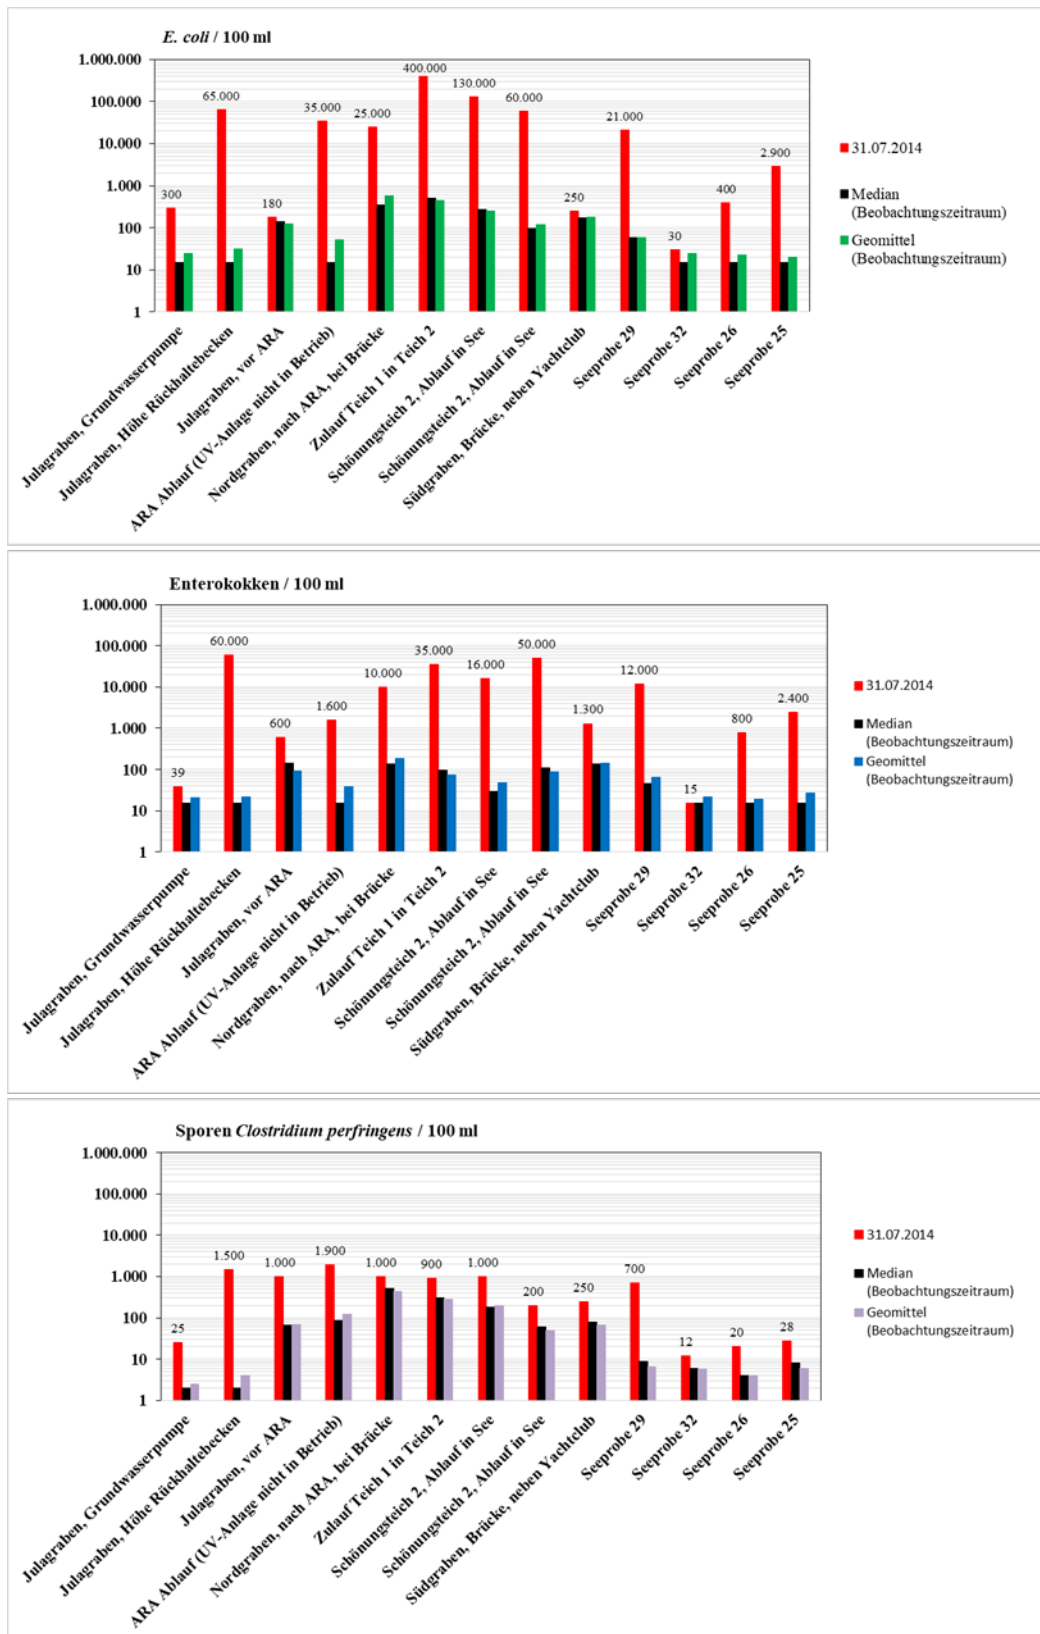 E. coli / 100 ml
1.000.000
100.000
10.000
1.000
100
10
1
300
65.000
180
35.000
25.000
400.000
130.000
60.000
250
21.000
30
400
2.900
31.07.2014
Median
(Beobachtungszeitraum)
Geomittel
(Beobachtungszeitraum)
Julagraben, Grundwasserpumpe
Julagraben, Höhe Rückhaltebecken
Julagraben, vor ARA
ARA Ablauf (UV-Anlage nicht in Betrieb)
Nordgraben, nach ARA, bei Brücke
Zulauf Teich 1 in Teich 2
Schönungsteich 2, Ablauf in See
Schönungsteich 2, Ablauf in See
Südgraben, Brücke, neben Yachtclub
Seeprobe 29
Seeprobe 32
Seeprobe 26
Seeprobe 25
Enterokokken / 100 ml
1.000.000
100.000
10.000
1.000
100
10
1
39
60.000
600
1.600
10.000
35.000
16.000
50.000
1.300
12.000
15
800
2.400
31.07.2014
Median
(Beobachtungszeitraum)
Geomittel
(Beobachtungszeitraum)
Julagraben, Grundwasserpumpe
Julagraben, Höhe Rückhaltebecken
Julagraben, vor ARA
ARA Ablauf (UV-Anlage nicht in Betrieb)
Nordgraben, nach ARA, bei Brücke
Zulauf Teich 1 in Teich 2
Schönungsteich 2, Ablauf in See
Schönungsteich 2, Ablauf in See
Südgraben, Brücke, neben Yachtclub
Seeprobe 29
Seeprobe 32
Seeprobe 26
Seeprobe 25
Sporen Clostridium perfringens / 100 ml
1.000.000
100.000
10.000
1.000
100
10
1
25
1.500
1.000
1.900
1.000
900
1.000
200
250
700
12
20
28
31.07.2014
Median
(Beobachtungszeitraum)
Geomittel
(Beobachtungszeitraum)
Julagraben, Grundwasserpumpe
Julagraben, Höhe Rückhaltebecken
Julagraben, vor ARA
ARA Ablauf (UV-Anlage nicht in Betrieb)
Nordgraben, nach ARA, bei Brücke
Zulauf Teich 1 in Teich 2
Schönungsteich 2, Ablauf in See
Schönungsteich 2, Ablauf in See
Südgraben, Brücke, neben Yachtclub
Seeprobe 29
Seeprobe 32
Seeprobe 26
Seeprobe 25